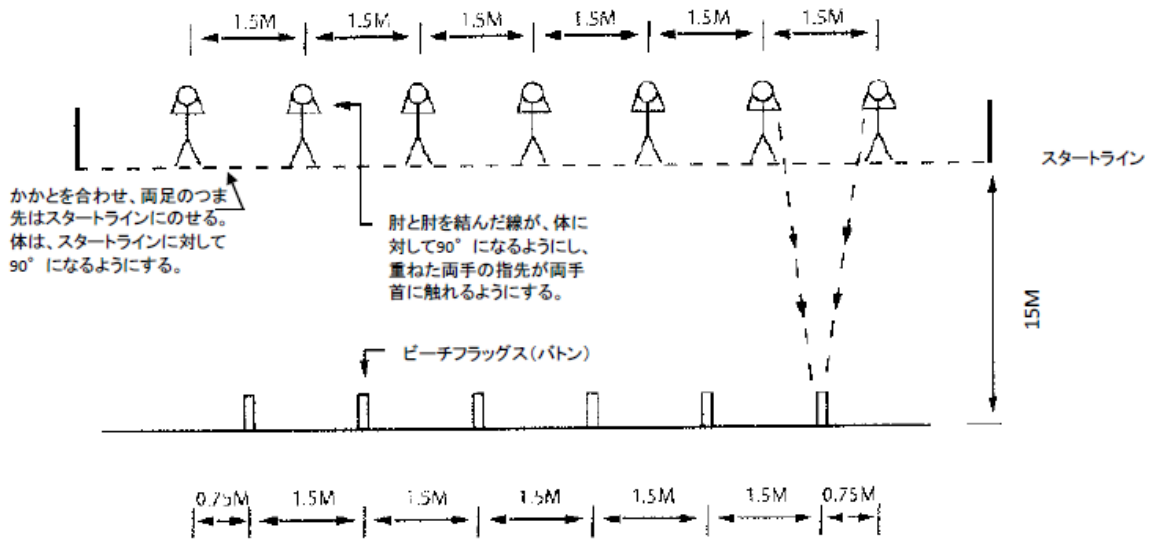 1.5M 1.5M 1.5M 1.5M 1.5M 1.5M
スタートライン
かかとを合わせ、両足のつま
先はスタートラインにのせる。
体は、スタートラインに対して
90°になるようにする。
肘と肘を結んだ線が、体に
対して90°になるようにし、
重ねた両手の指先が両手
首に触れるようにする。
15M
ビーチフラッグス(バトン)
0.75M 1.5M 1.5M 1.5M 1.5M 1.5M 0.75M